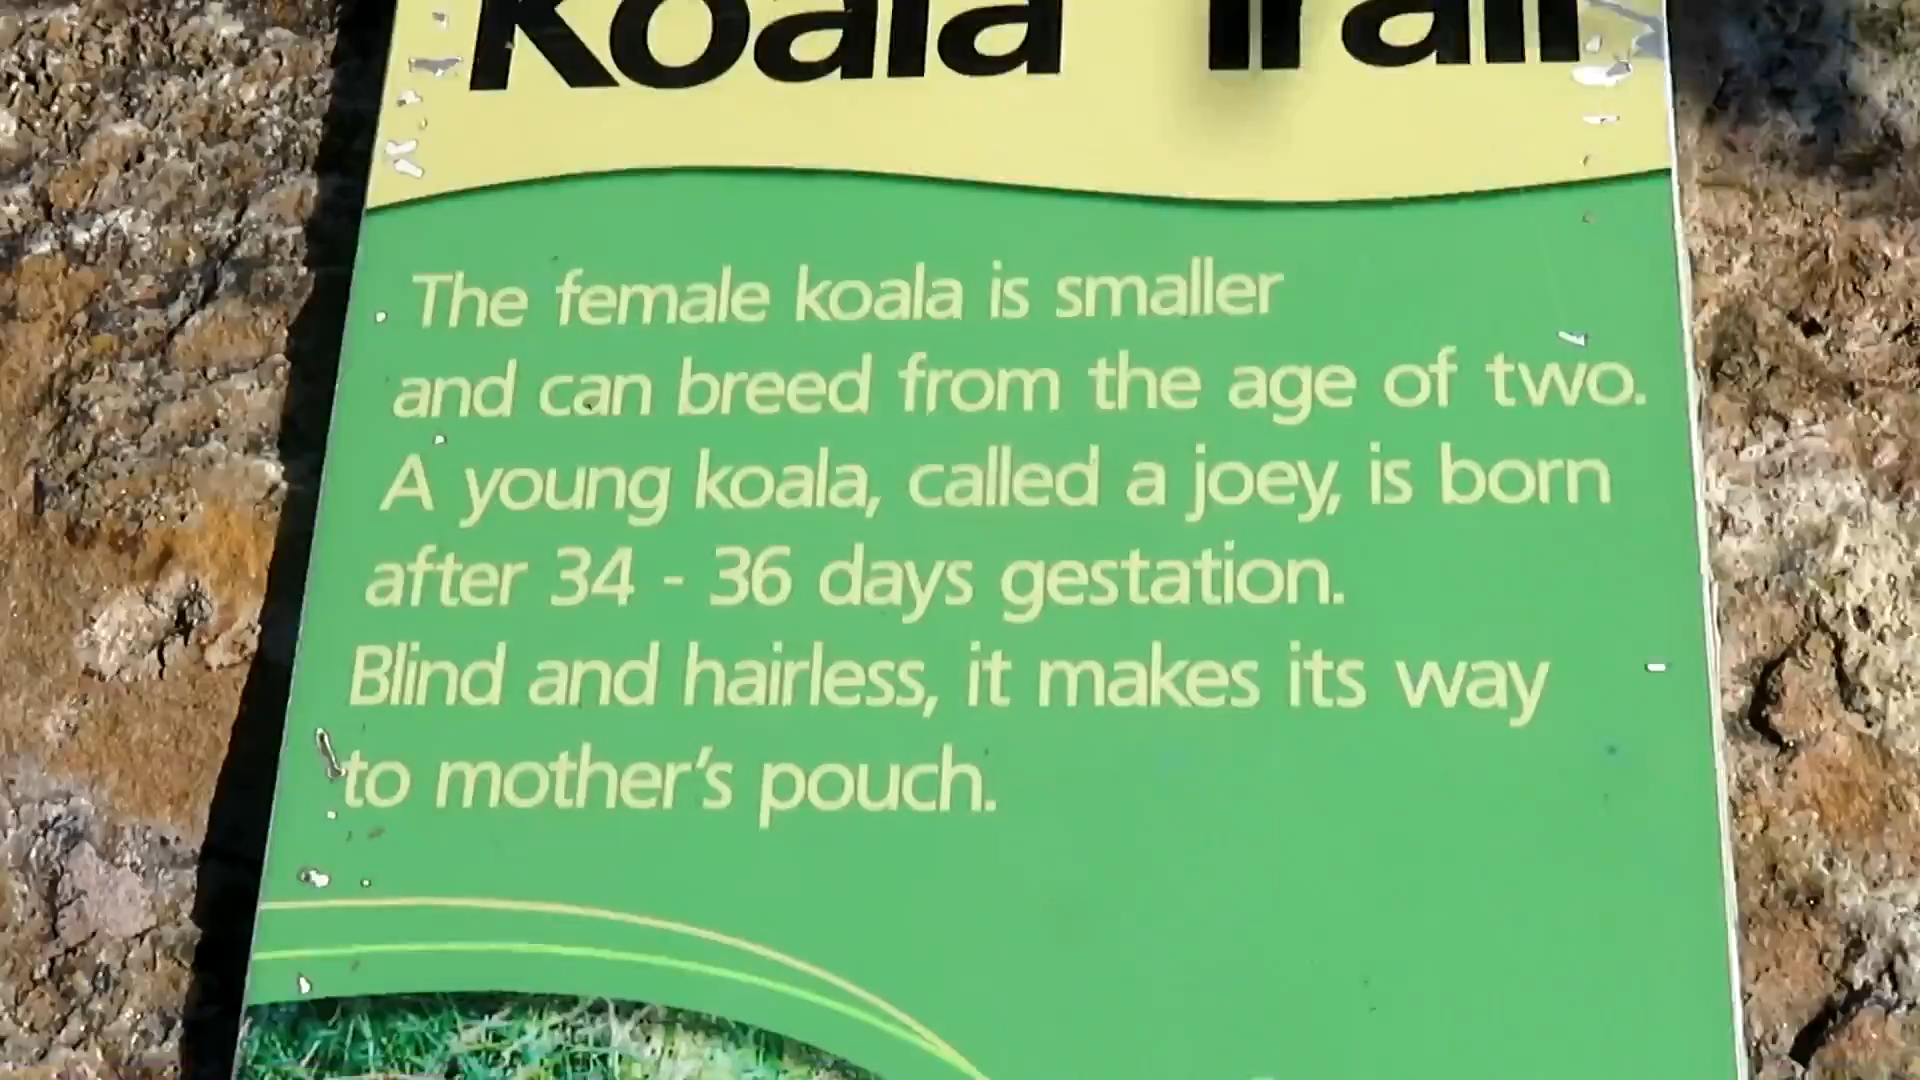 Koala Trail
The female koala is smaller
and can breed from the age of two.
A young koala, called a joey, is born
after 34 - 36 days gestation.
Blind and hairless, it makes its way
to mother's pouch.